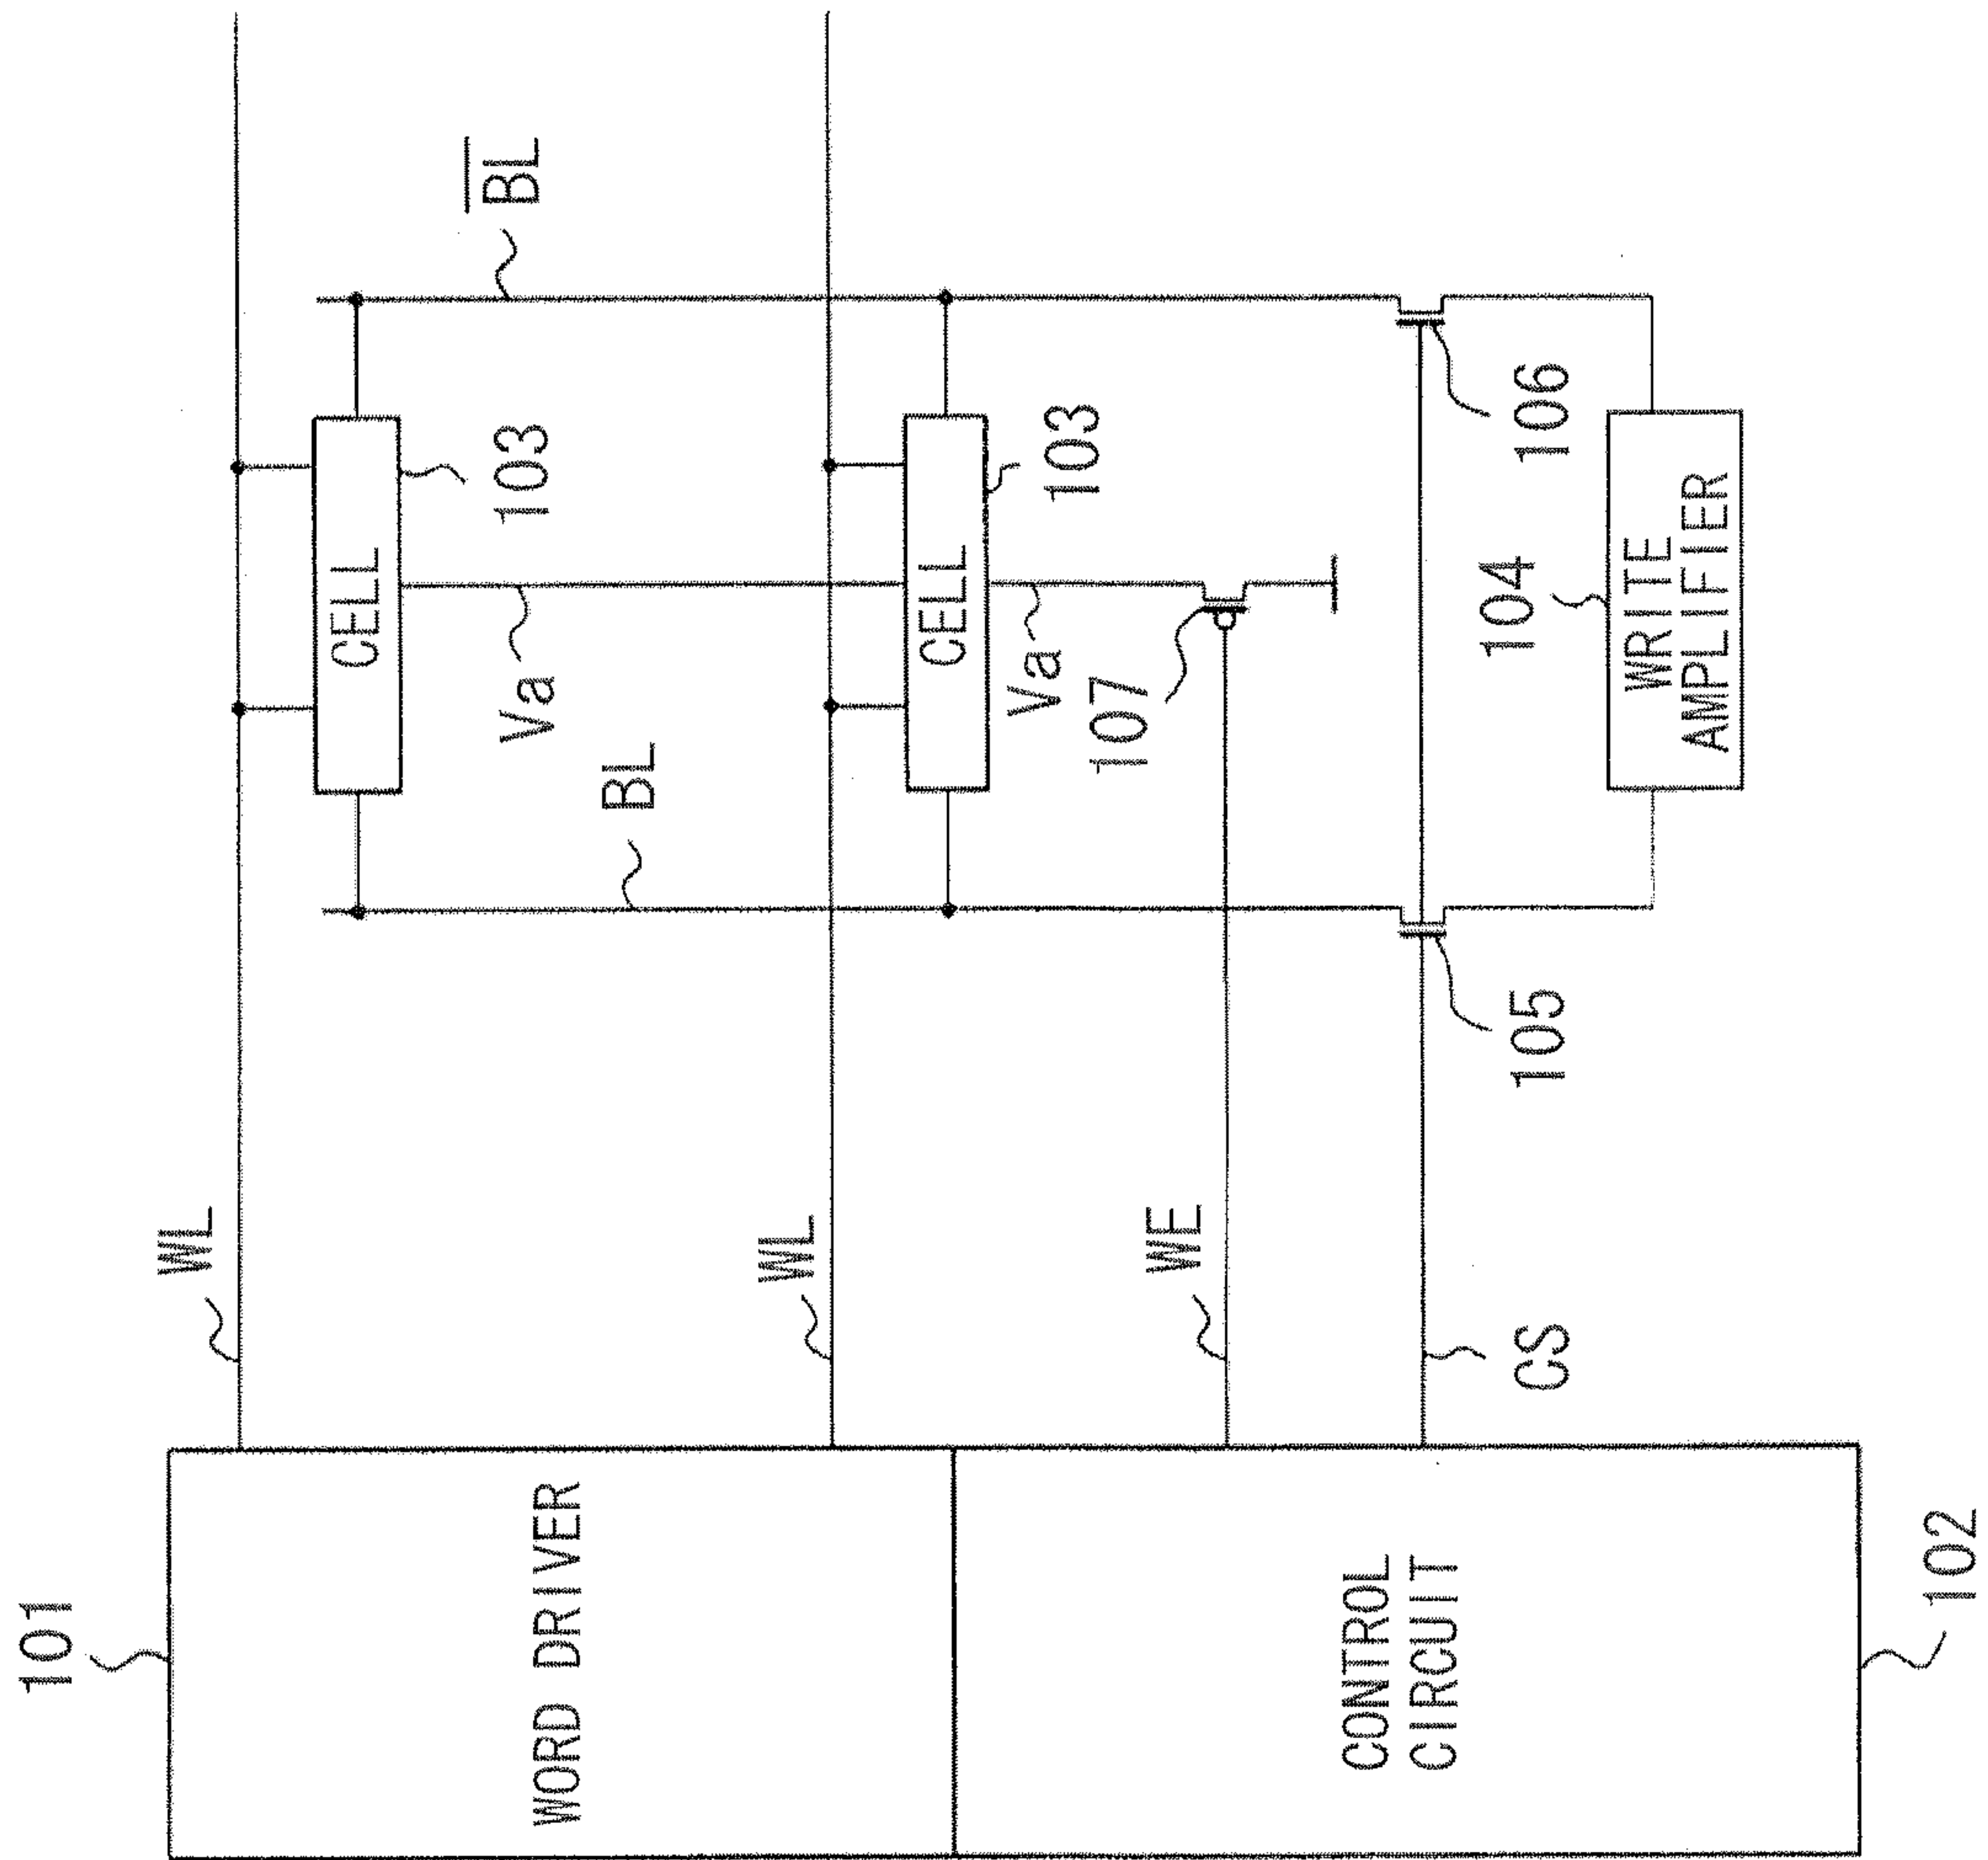 101
WL
CELL
BL
103
Va
WORD DRIVER
BL
WL
CELL
Va
103
107
WE
CONTROL
CIRCUIT
104
CS
105
106
WRITE
AMPLIFIER
102